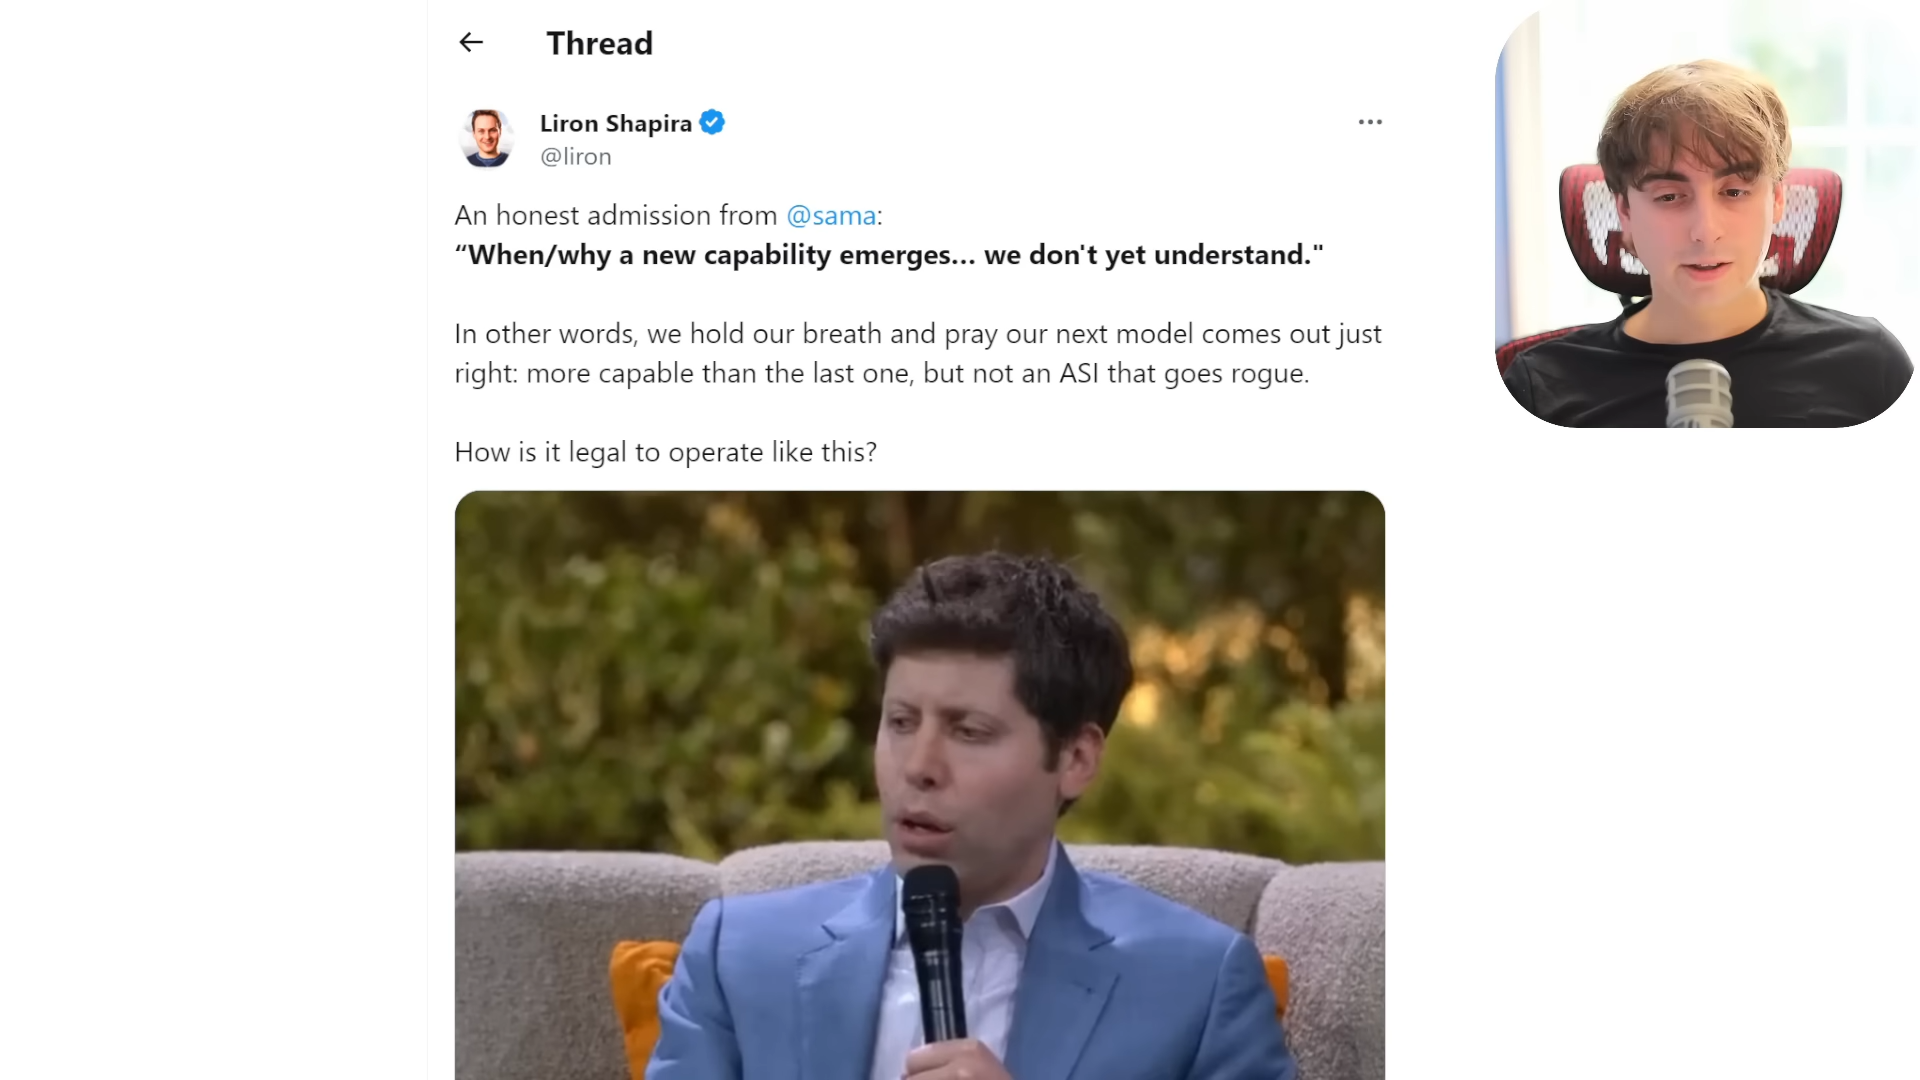 Thread
Liron Shapira
@liron
An honest admission from @sama:
“When/why a new capability emerges... we don't yet understand."
In other words, we hold our breath and pray our next model comes out just
right: more capable than the last one, but not an ASI that goes rogue.
How is it legal to operate like this?